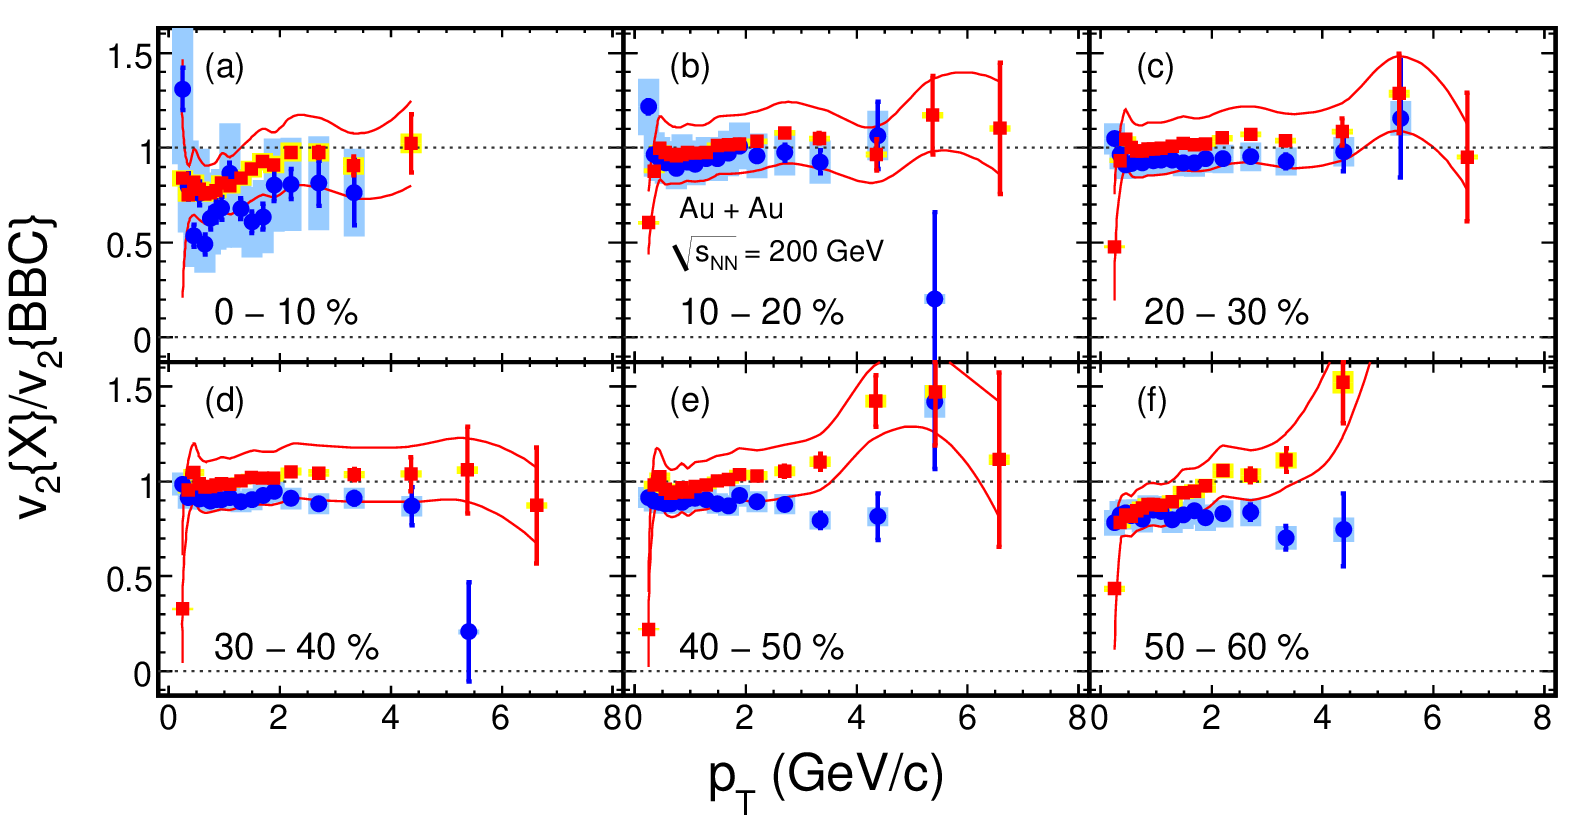 (a)
(b)
(c)
1.5
1
0.5
0
Au + Au
√sNN = 200 GeV
0 – 10 %
10 – 20 %
20 – 30 %
v2{X}/v2{BBC}
(d)
(e)
(f)
1.5
1
0.5
0
30 – 40 %
40 – 50 %
50 – 60 %
0 2 4 6 8 0 2 4 6 8 0 2 4 6 8
pT (GeV/c)